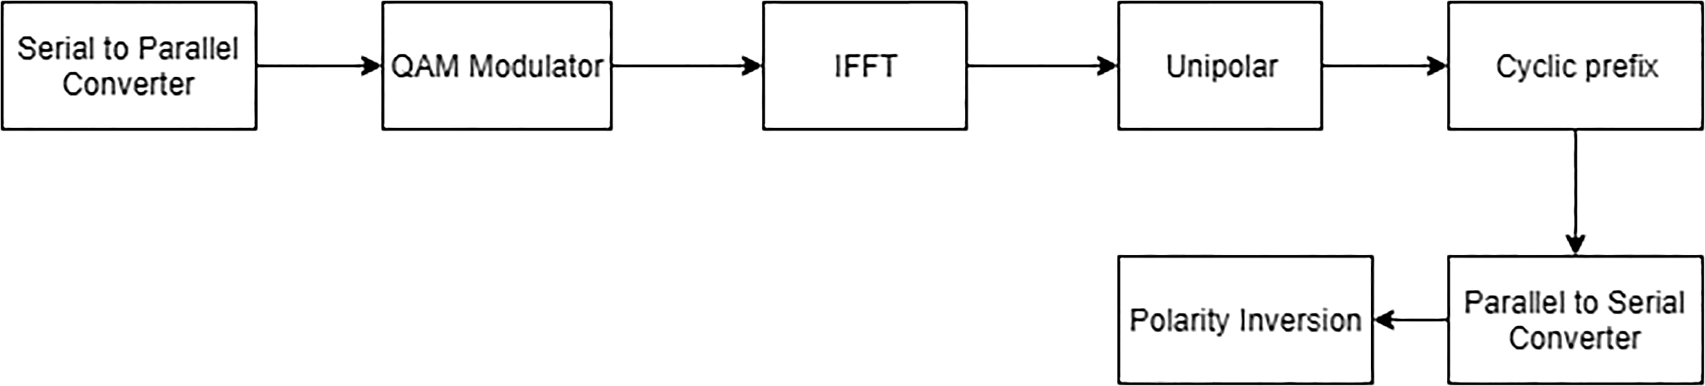 Serial to Parallel
Converter
QAM Modulator
IFFT
Unipolar
Cyclic prefix
Polarity Inversion
Parallel to Serial
Converter